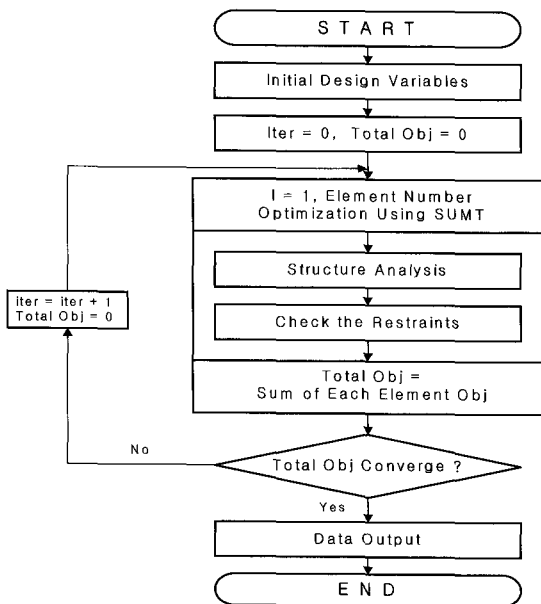 START
Initial Design Variables
Iter = 0, Total Obj = 0
I = 1, Element Number
Optimization Using SUMT
Structure Analysis
iter = iter + 1
Total Obj = 0
Check the Restraints
Total Obj =
Sum of Each Element Obj
No
Total Obj Converge ?
Yes
Data Output
END